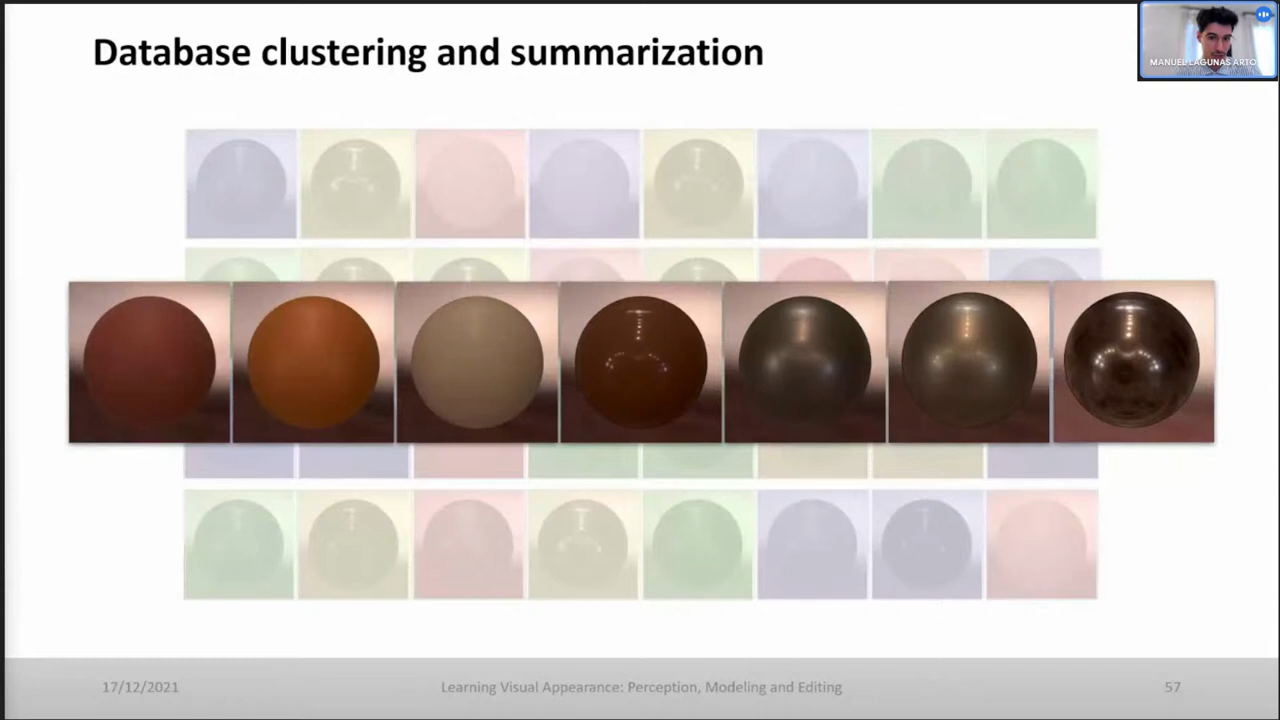 Database clustering and summarization
MANUEL LAGUNAS ARTO
17/12/2021
Learning Visual Appearance: Perception, Modeling and Editing
57